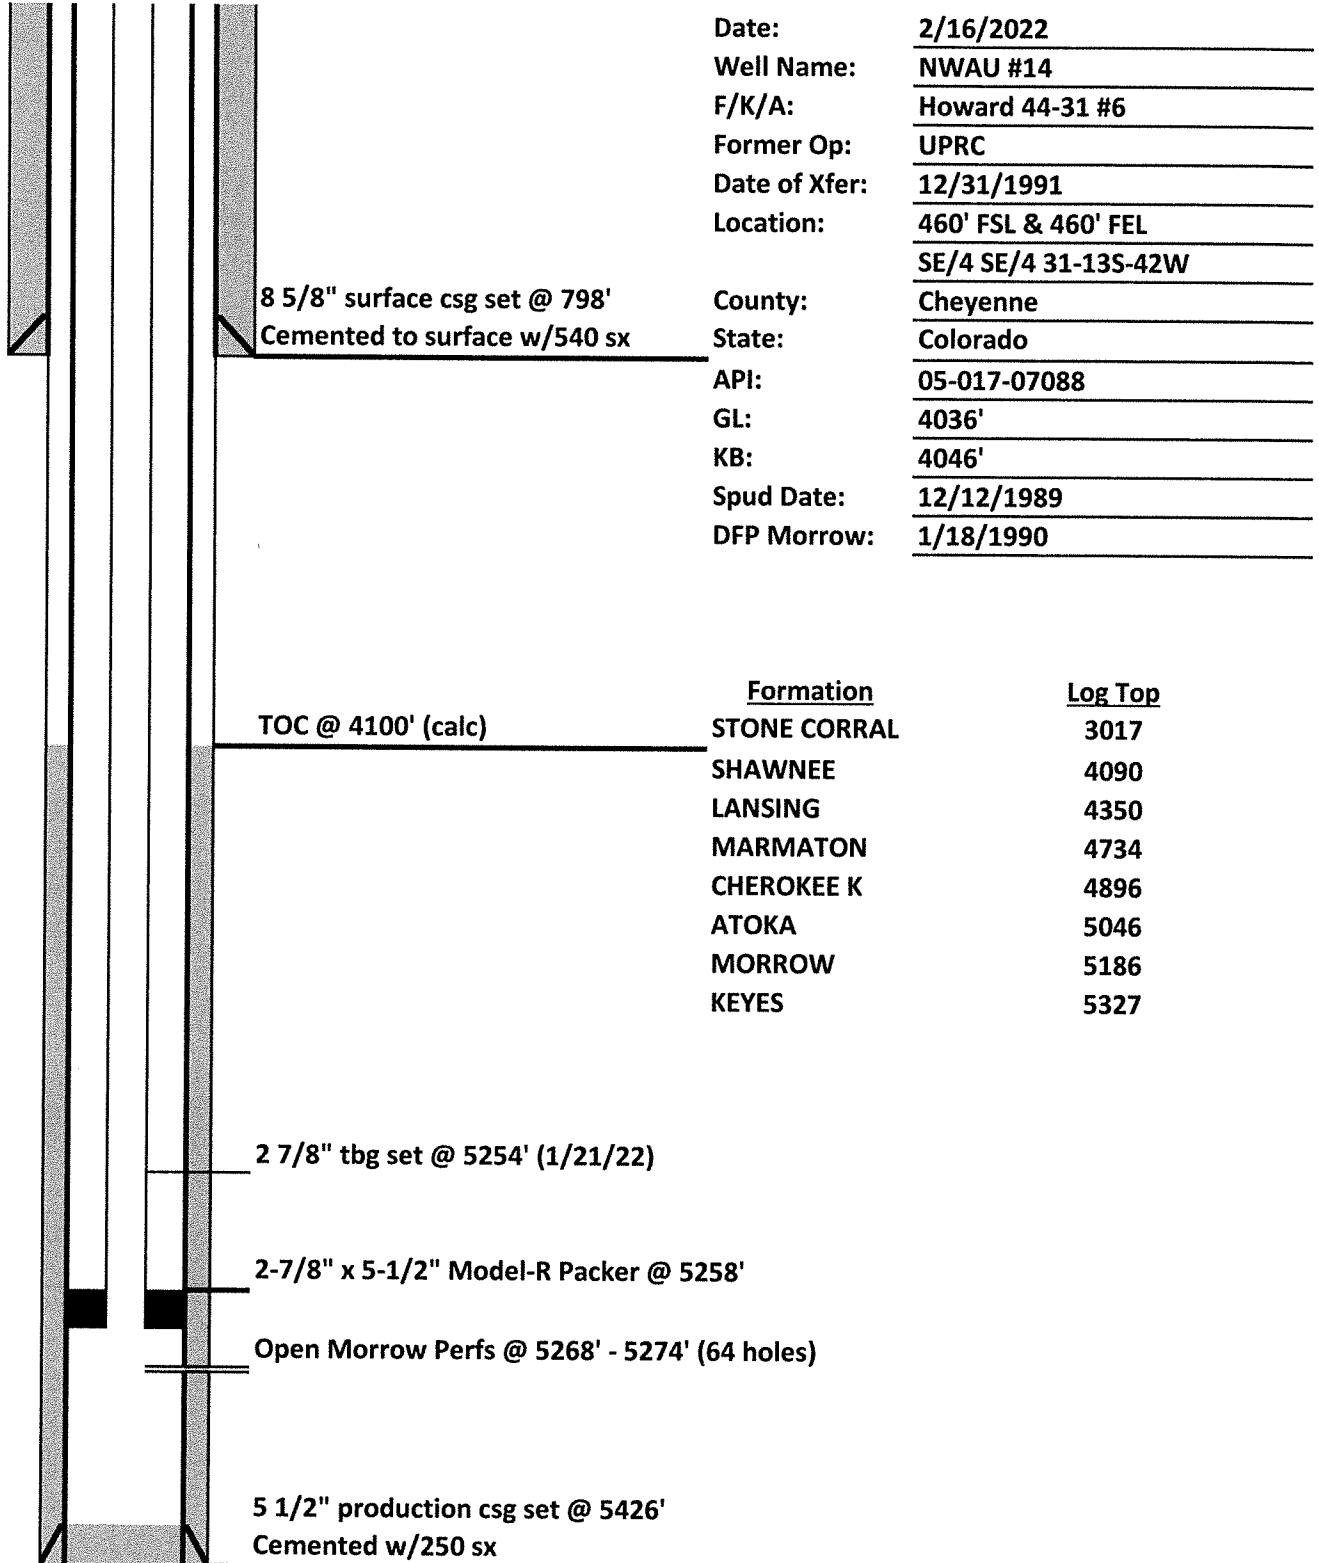 Date: 2/16/2022
Well Name: NWAU #14
F/K/A: Howard 44-31 #6
Former Op: UPRC
Date of Xfer: 12/31/1991
Location: 460' FSL & 460' FEL
SE/4 SE/4 31-13S-42W
8 5/8" surface csg set @ 798'
Cemented to surface w/540 sx
County: Cheyenne
State: Colorado
API: 05-017-07088
GL: 4036'
KB: 4046'
Spud Date: 12/12/1989
DFP Morrow: 1/18/1990
TOC @ 4100' (calc)
Formation Log Top
STONE CORRAL 3017
SHAWNEE 4090
LANSING 4350
MARMATON 4734
CHEROKEE K 4896
ATOKA 5046
MORROW 5186
KEYES 5327
2 7/8" tbg set @ 5254' (1/21/22)
2-7/8" x 5-1/2" Model-R Packer @ 5258'
Open Morrow Perfs @ 5268' - 5274' (64 holes)
5 1/2" production csg set @ 5426'
Cemented w/250 sx